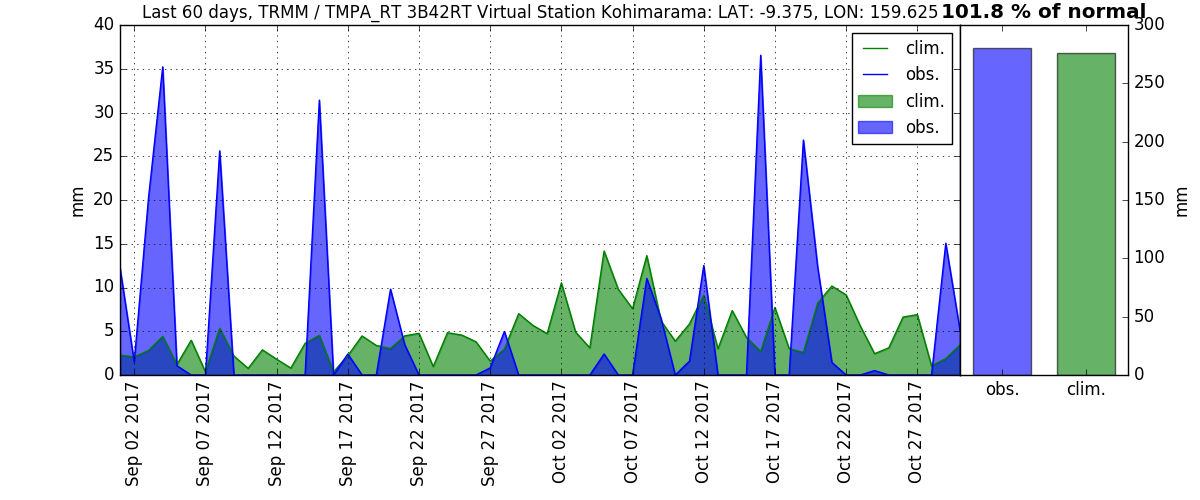 Last 60 days, TRMM / TMPA_RT 3B42RT Virtual Station Kohimarama: LAT: -9.375, LON: 159.625
101.8 % of normal
mm
40
35
30
25
20
15
10
5
0
clim.
obs.
clim.
obs.
300
250
200
150
100
50
0
mm
Sep 02 2017
Sep 07 2017
Sep 12 2017
Sep 17 2017
Sep 22 2017
Sep 27 2017
Oct 02 2017
Oct 07 2017
Oct 12 2017
Oct 17 2017
Oct 22 2017
Oct 27 2017
obs.
clim.